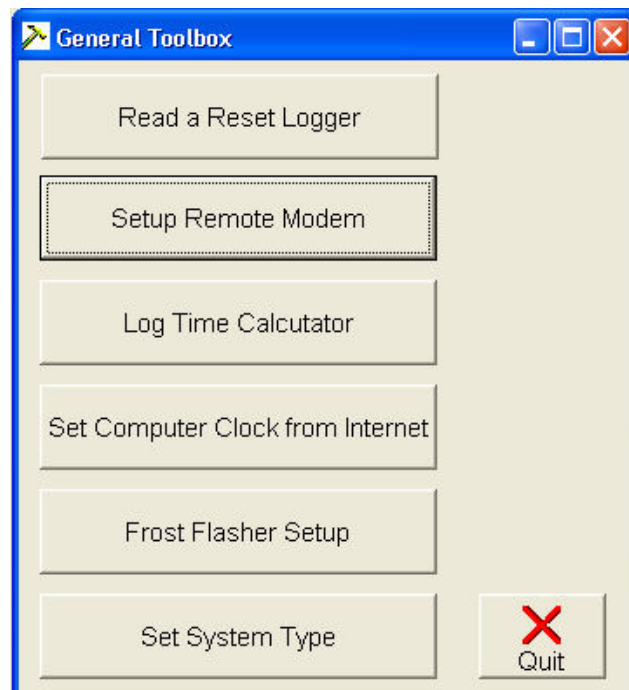 General Toolbox
Read a Reset Logger
Setup Remote Modem
Log Time Calcutator
Set Computer Clock from Internet
Frost Flasher Setup
Set System Type
Quit